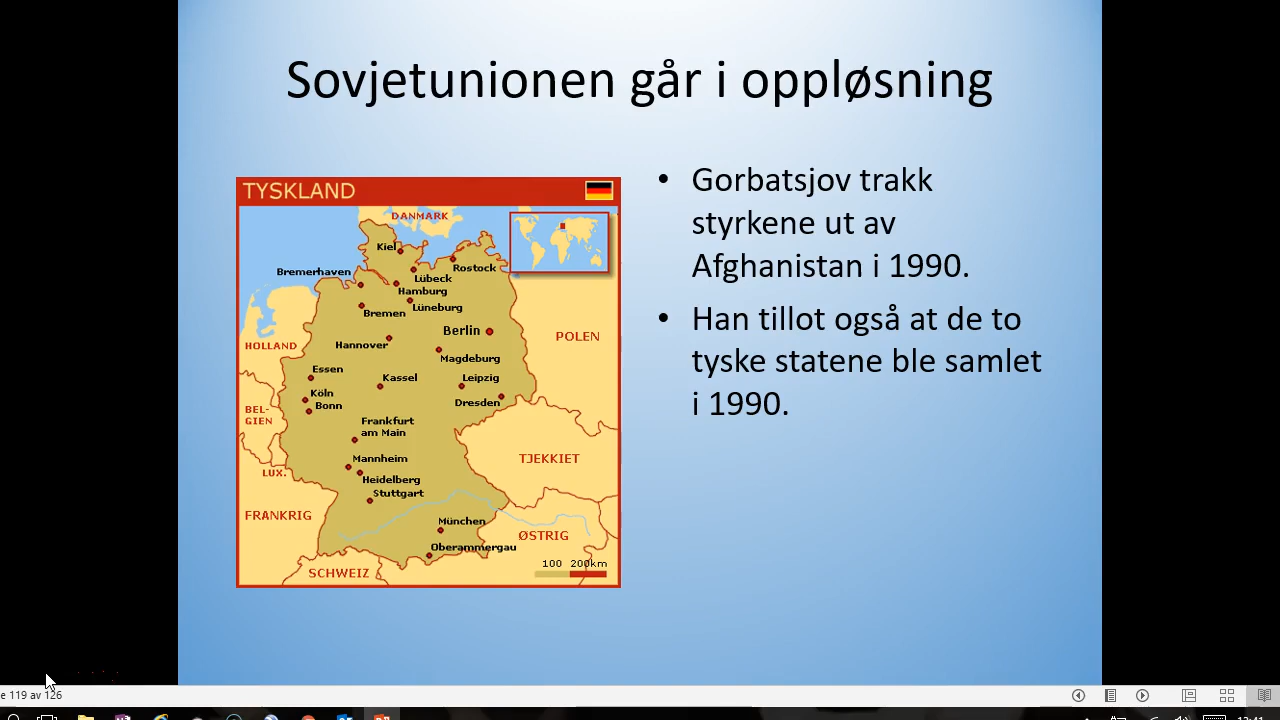 Sovjetunionen går i oppløsning
TYSKLAND
DANMARK
Kiel
Rostock
Bremerhaven
Lübeck
Hamburg
Lüneburg
Bremen
Berlin
POLEN
HOLLAND
Hannover
Magdeburg
Essen
Kassel
Leipzig
Köln
Dresden
Bonn
BEL-
GIEN
Frankfurt
am Main
Mannheim
TJEKKIET
LUX.
Heidelberg
Stuttgart
FRANKRIG
München
ØSTRIG
Oberammergau
100 200km
SCHWEIZ
• Gorbatsjov trakk
styrkene ut av
Afghanistan i 1990.
• Han tillot også at de to
tyske statene ble samlet
i 1990.
e 119 av 126